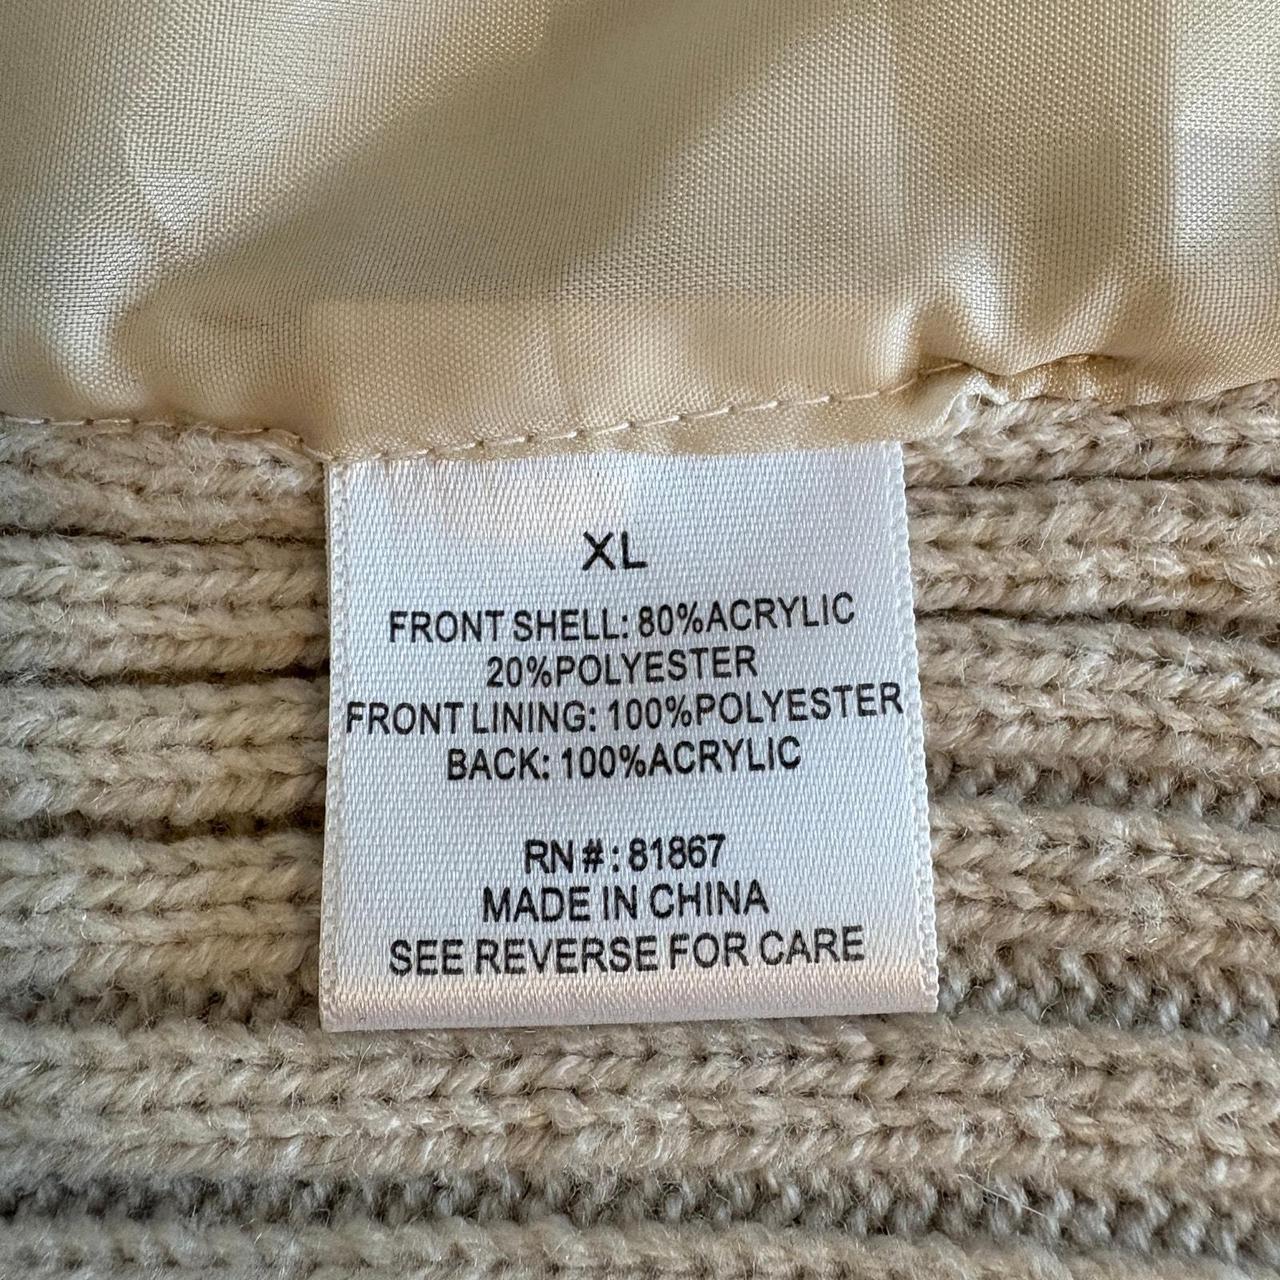 XL
FRONT SHELL: 80%ACRYLIC
20%POLYESTER
FRONT LINING: 100%POLYESTER
BACK: 100%ACRYLIC
RN#: 81867
MADE IN CHINA
SEE REVERSE FOR CARE